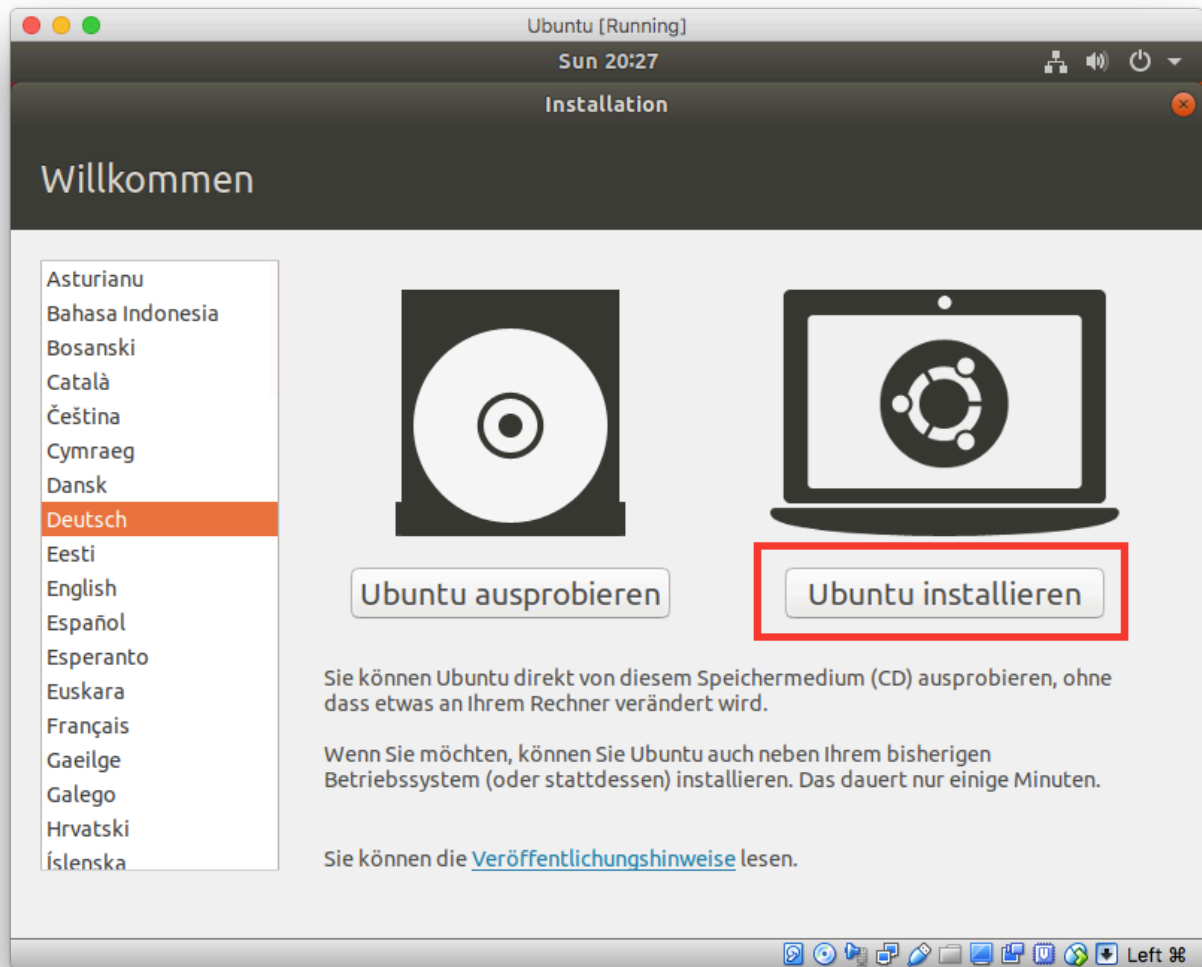 Ubuntu [Running]
Sun 20:27
Installation
Willkommen
Asturianu
Bahasa Indonesia
Bosanski
Català
Čeština
Cymraeg
Dansk
Deutsch
Eesti
English
Español
Esperanto
Euskara
Français
Gaeilge
Galego
Hrvatski
Íslenska
Ubuntu ausprobieren
Ubuntu installieren
Sie können Ubuntu direkt von diesem Speichermedium (CD) ausprobieren, ohne
dass etwas an Ihrem Rechner verändert wird.
Wenn Sie möchten, können Sie Ubuntu auch neben Ihrem bisherigen
Betriebssystem (oder stattdessen) installieren. Das dauert nur einige Minuten.
Sie können die Veröffentlichungshinweise lesen.
Left ⌘